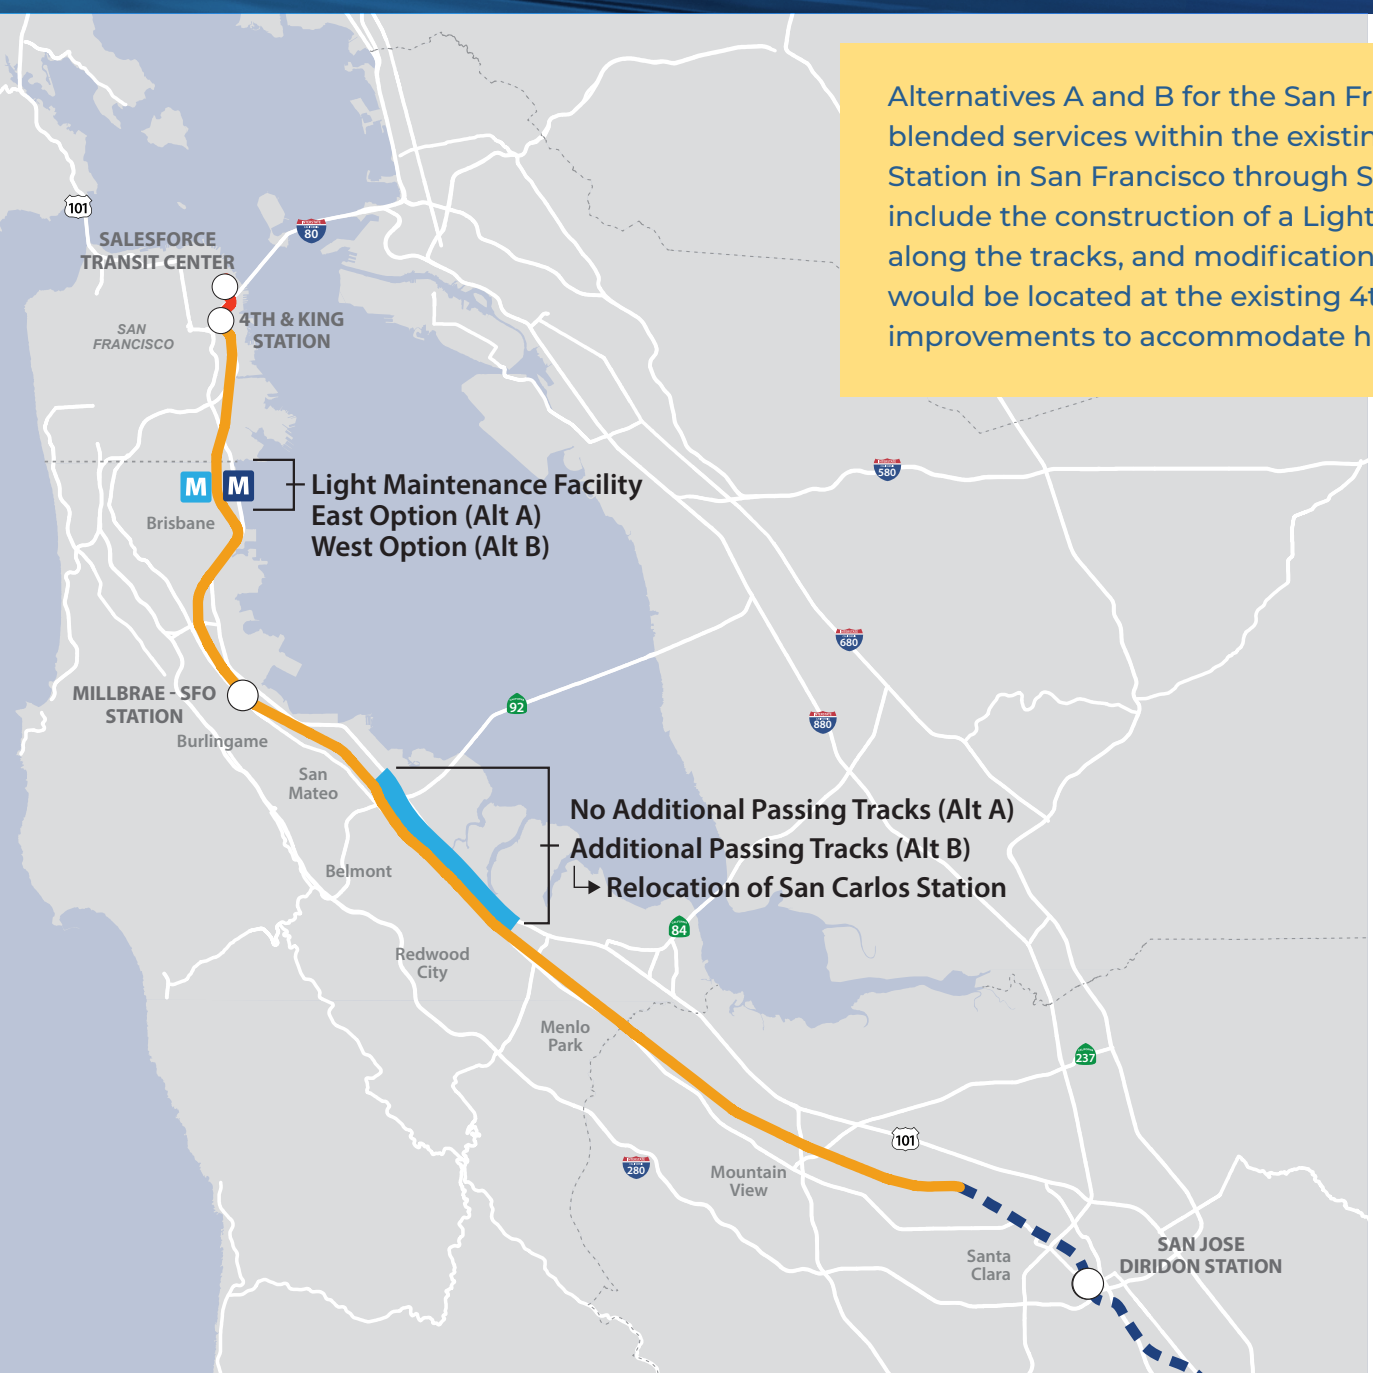 Alternatives A and B for the San Fr
blended services within the existin
Station in San Francisco through S
include the construction of a Light
along the tracks, and modification
would be located at the existing 4t
improvements to accommodate h
101
80
SALESFORCE
TRANSIT CENTER
4TH & KING
STATION
SAN
FRANCISCO
580
M
M
Light Maintenance Facility
East Option (Alt A)
West Option (Alt B)
Brisbane
680
MILLBRAE - SFO
STATION
92
880
Burlingame
San
Mateo
No Additional Passing Tracks (Alt A)
Additional Passing Tracks (Alt B)
Relocation of San Carlos Station
Belmont
84
Redwood
City
Menlo
Park
237
101
280
Mountain
View
Santa
Clara
SAN JOSE
DIRIDON STATION